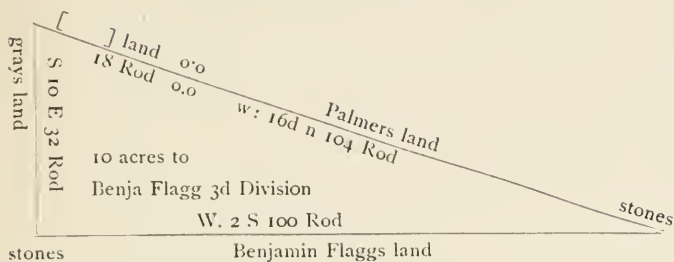 [ ] land 0·0
18 Rod 0.0
Palmers land
w: 16d n 104 Rod
grays land
S 10 E 32 Rod
10 acres to
Benja Flagg 3d Division
W. 2 S 100 Rod
stones
stones
Benjamin Flaggs land